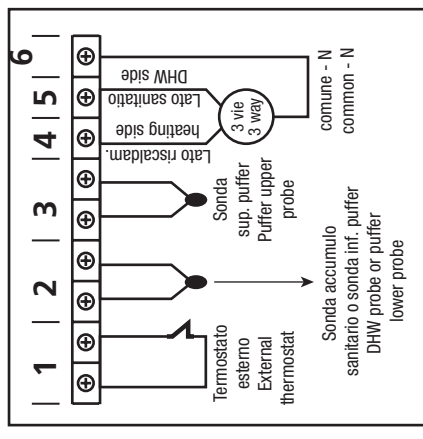 1
2
3
4
5
6
Termostato
esterno
External
thermostat
Sonda accumulo
sanitario o sonda inf. puffer
DHW probe or puffer
lower probe
Sonda
sup. puffer
Puffer upper
probe
Lato riscaldam.
heating side
Lato sanitatio
DHW side
3 vie
3 way
comune - N
common - N